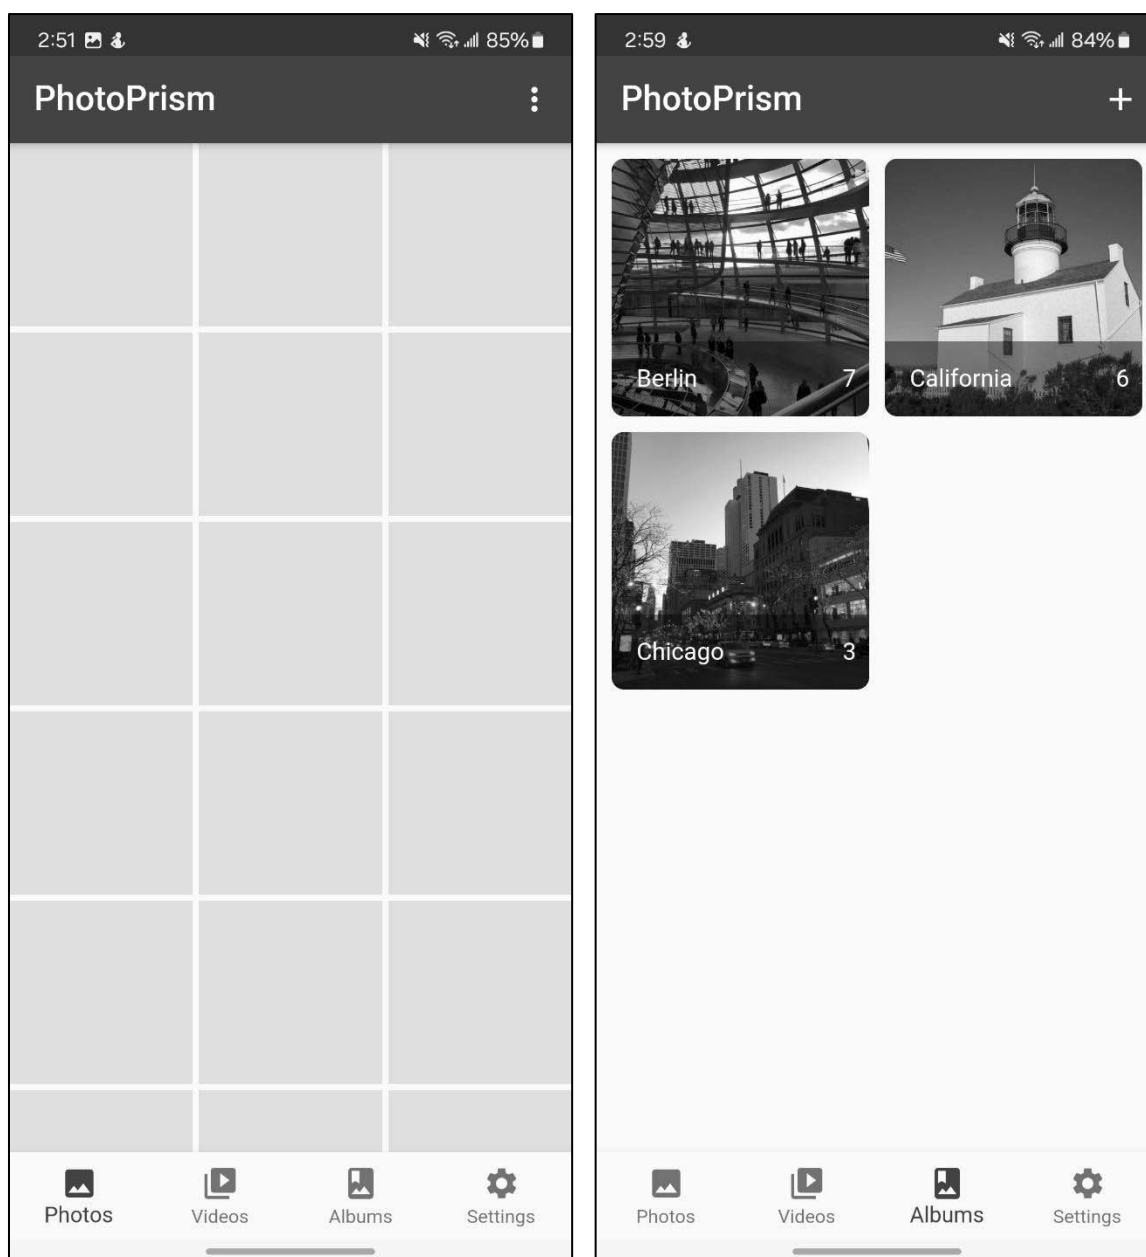 2:51 85%
PhotoPrism
Photos Videos Albums Settings
2:59 84%
PhotoPrism +
Berlin 7
California 6
Chicago 3
Photos Videos Albums Settings